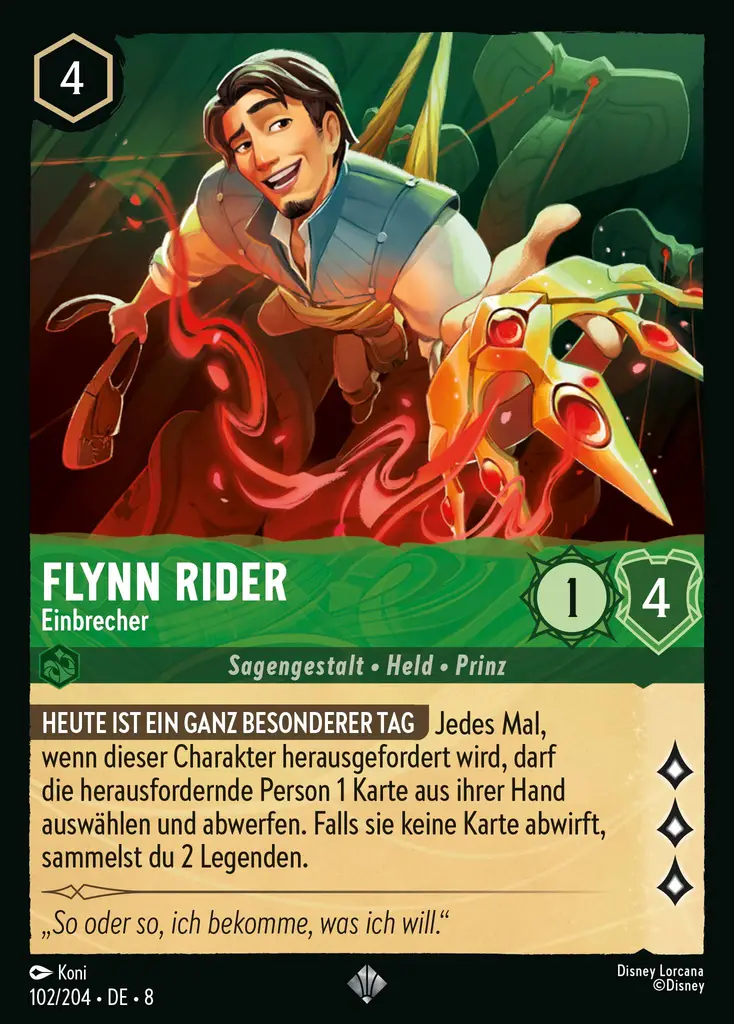 4
FLYNN RIDER
Einbrecher
1
4
Sagengestalt • Held • Prinz
HEUTE IST EIN GANZ BESONDERER TAG Jedes Mal,
wenn dieser Charakter herausgefordert wird, darf
die herausfordernde Person 1 Karte aus ihrer Hand
auswählen und abwerfen. Falls sie keine Karte abwirft,
sammelst du 2 Legenden.
„So oder so, ich bekomme, was ich will.“
Koni
102/204 • DE • 8
Disney Lorcana
©Disney